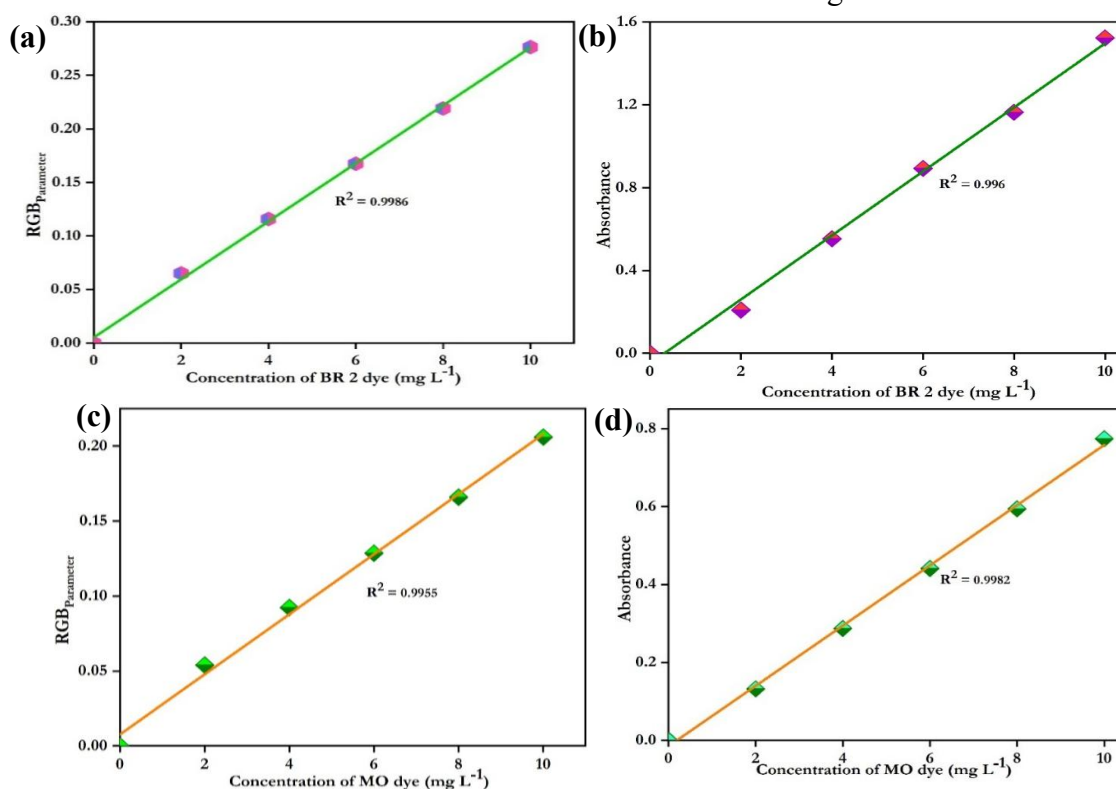 (a)
0.30
0.25
0.20
0.15
0.10
0.05
0.00
RGBParameter
R² = 0.9986
0 2 4 6 8 10
Concentration of BR 2 dye (mg L⁻¹)
(b)
1.6
1.2
0.8
0.4
0.0
Absorbance
R² = 0.996
0 2 4 6 8 10
Concentration of BR 2 dye (mg L⁻¹)
(c)
0.20
0.15
0.10
0.05
0.00
RGBParameter
R² = 0.9955
0 2 4 6 8 10
Concentration of MO dye (mg L⁻¹)
(d)
0.8
0.6
0.4
0.2
0.0
Absorbance
R² = 0.9982
0 2 4 6 8 10
Concentration of MO dye (mg L⁻¹)